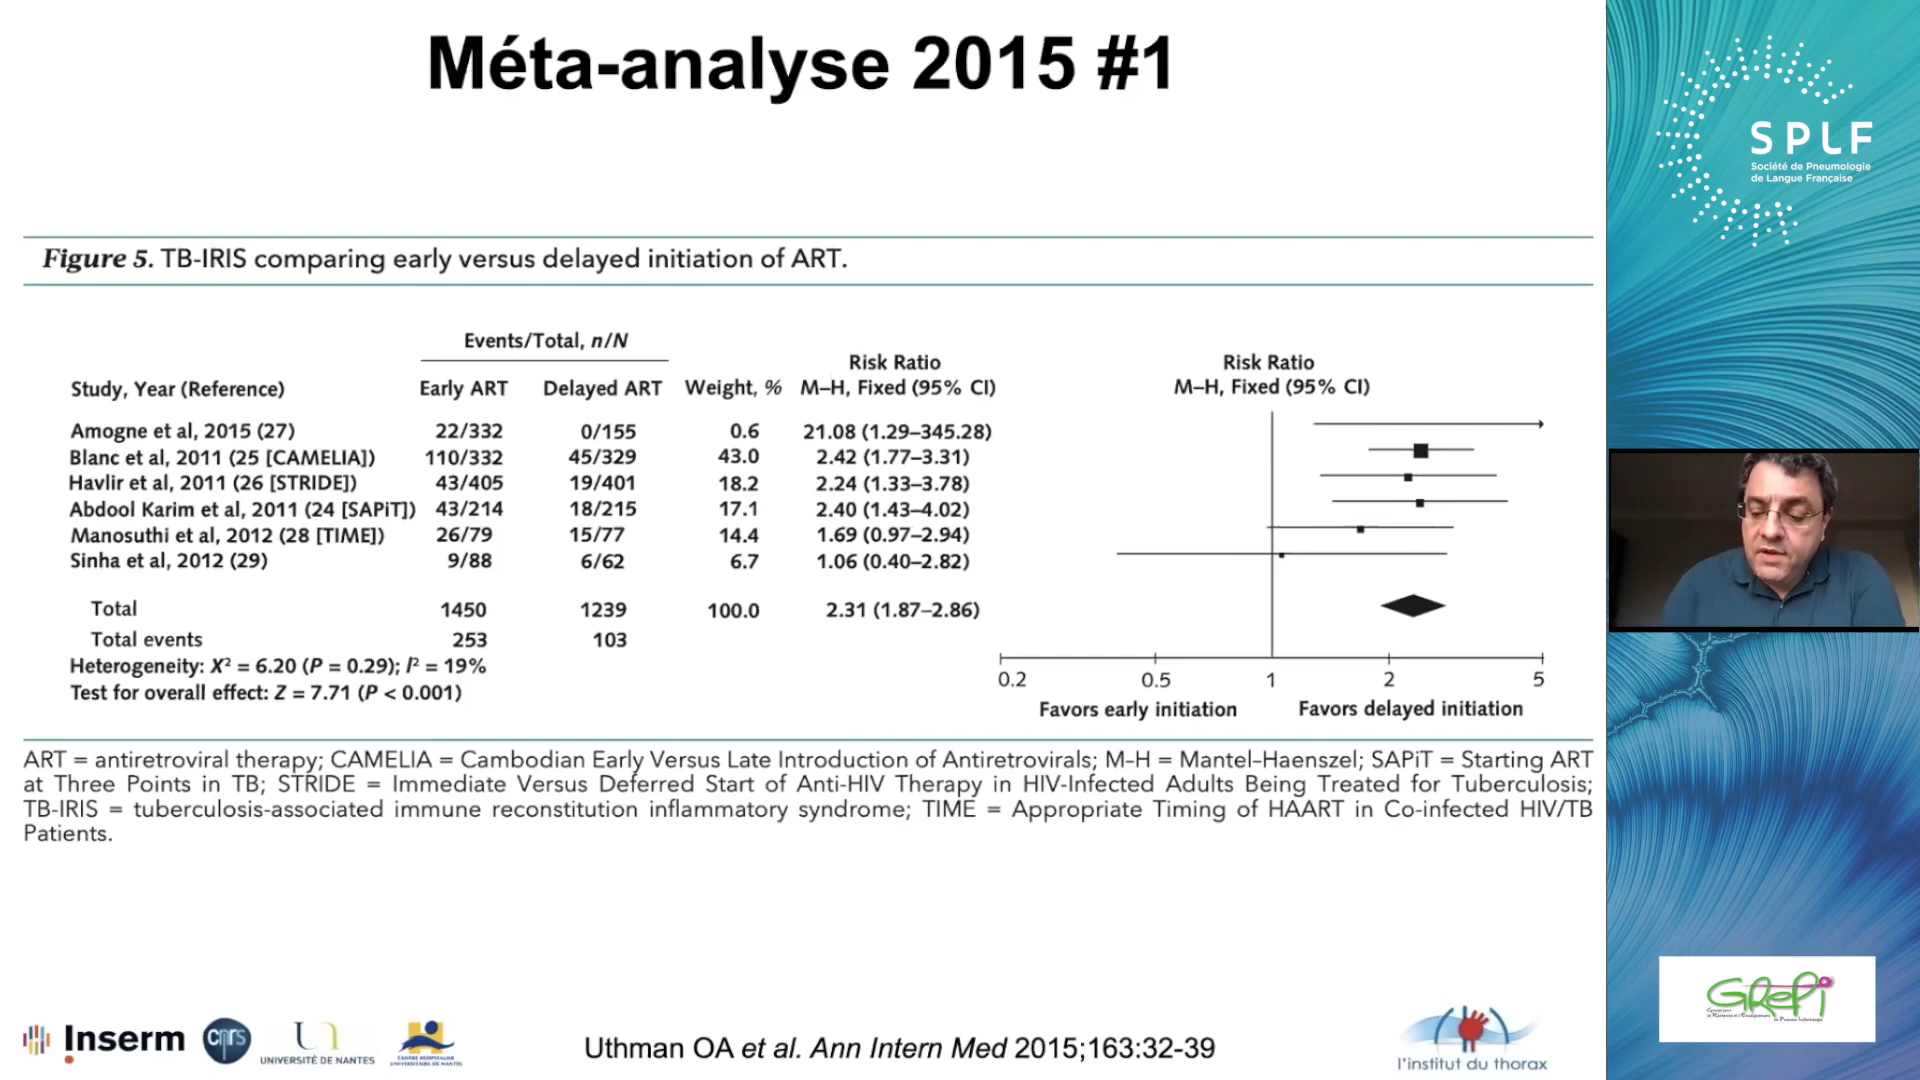 Méta-analyse 2015 #1
SPLF
Société de Pneumologie
de Langue Française
Figure 5. TB-IRIS comparing early versus delayed initiation of ART.
Events/Total, n/N
Risk Ratio
Risk Ratio
Study, Year (Reference) Early ART Delayed ART Weight, % M–H, Fixed (95% CI) M–H, Fixed (95% CI)
Amogne et al, 2015 (27) 22/332 0/155 0.6 21.08 (1.29–345.28)
Blanc et al, 2011 (25 [CAMELIA]) 110/332 45/329 43.0 2.42 (1.77–3.31)
Havlir et al, 2011 (26 [STRIDE]) 43/405 19/401 18.2 2.24 (1.33–3.78)
Abdool Karim et al, 2011 (24 [SAPiT]) 43/214 18/215 17.1 2.40 (1.43–4.02)
Manosuthi et al, 2012 (28 [TIME]) 26/79 15/77 14.4 1.69 (0.97–2.94)
Sinha et al, 2012 (29) 9/88 6/62 6.7 1.06 (0.40–2.82)
Total 1450 1239 100.0 2.31 (1.87–2.86)
Total events 253 103
Heterogeneity: X² = 6.20 (P = 0.29); I² = 19%
Test for overall effect: Z = 7.71 (P < 0.001)
0.2 0.5 1 2 5
Favors early initiation Favors delayed initiation
ART = antiretroviral therapy; CAMELIA = Cambodian Early Versus Late Introduction of Antiretrovirals; M–H = Mantel–Haenszel; SAPiT = Starting ART
at Three Points in TB; STRIDE = Immediate Versus Deferred Start of Anti-HIV Therapy in HIV-Infected Adults Being Treated for Tuberculosis;
TB-IRIS = tuberculosis-associated immune reconstitution inflammatory syndrome; TIME = Appropriate Timing of HAART in Co-infected HIV/TB
Patients.
Inserm
cnrs
UNIVERSITÉ DE NANTES
CENTRE HOSPITALIER
UNIVERSITAIRE DE NANTES
Uthman OA et al. Ann Intern Med 2015;163:32-39
l'institut du thorax
GREPI